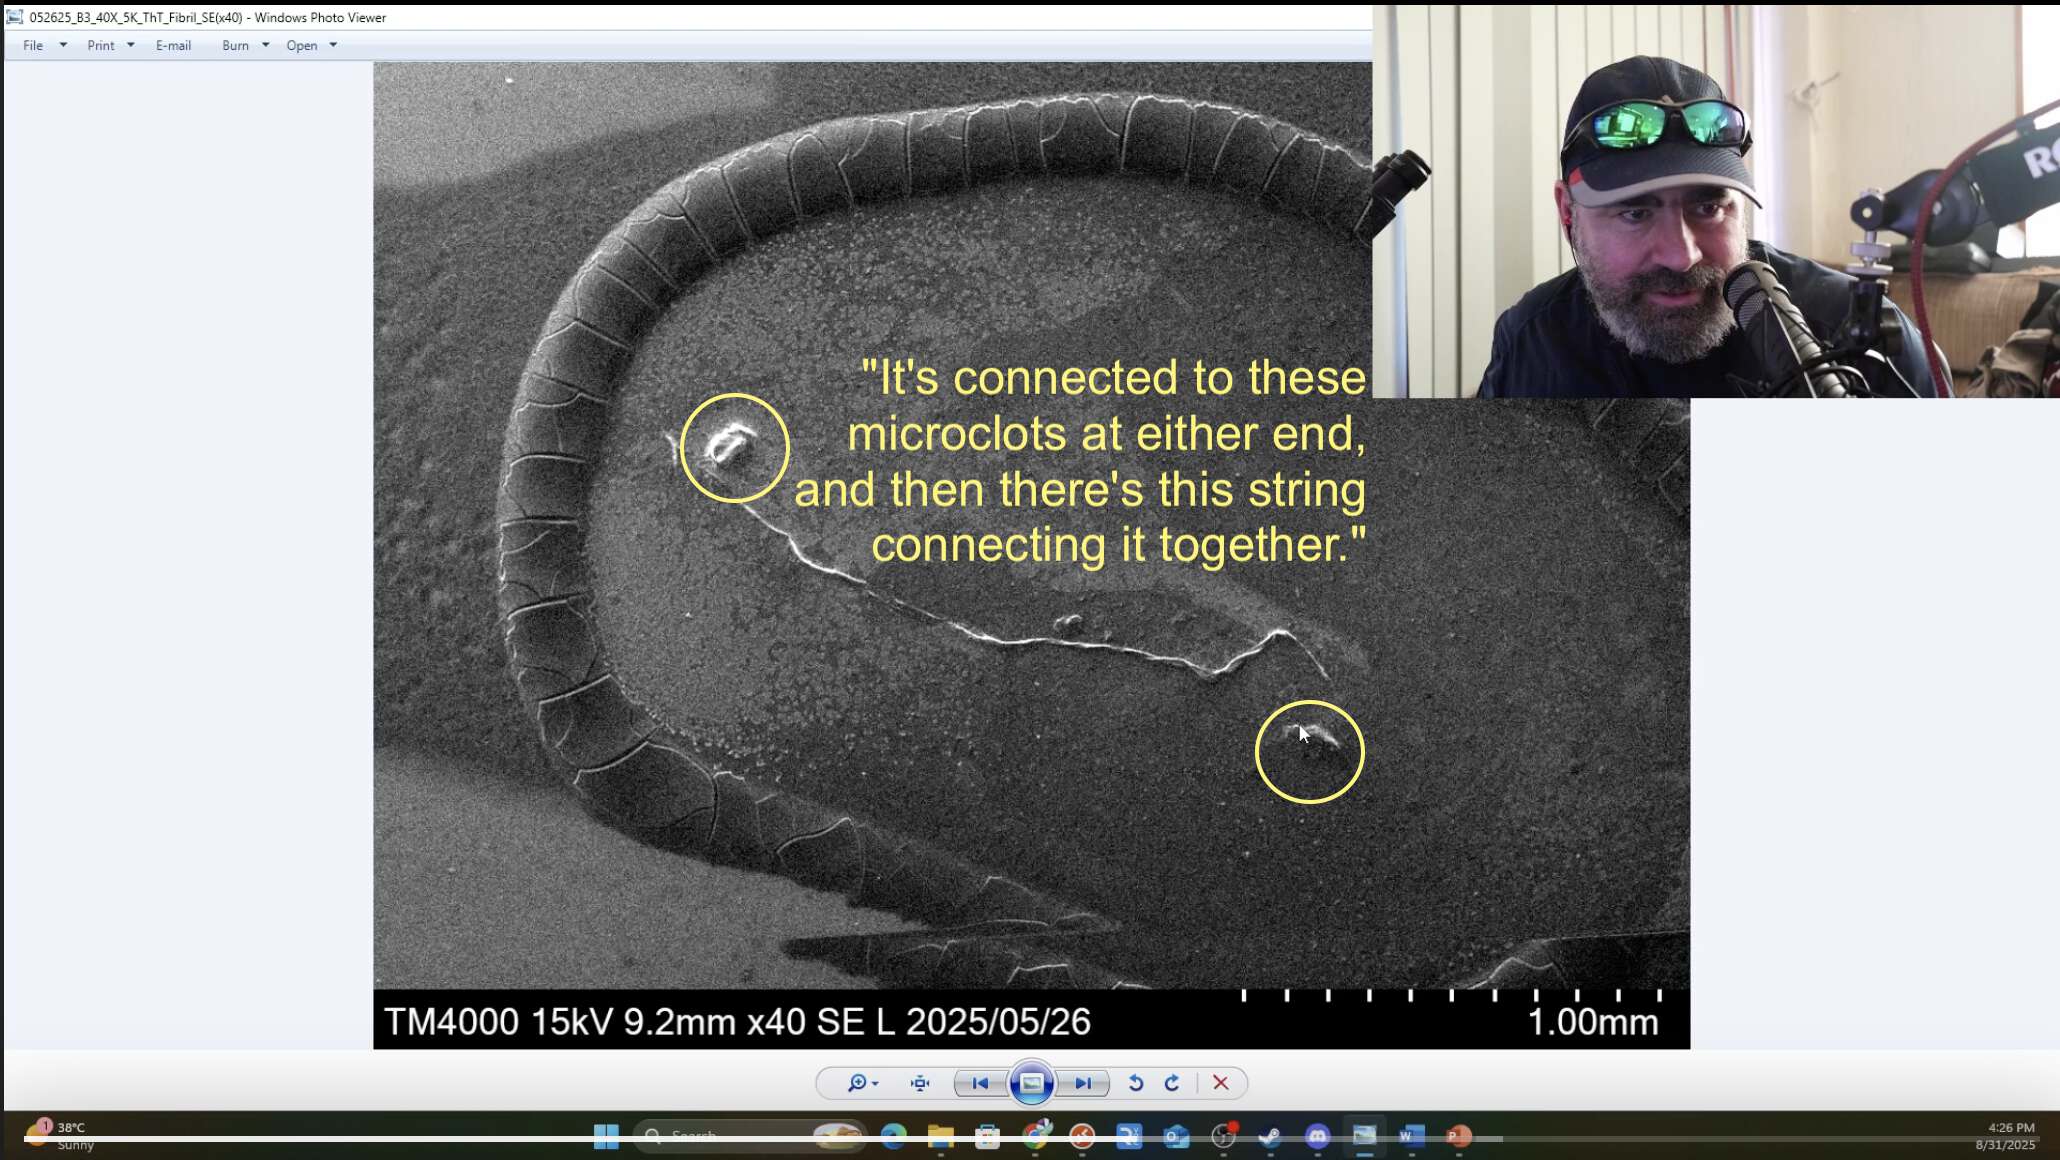 052625_B3_40X_5K_ThT_Fibril_SE(x40) - Windows Photo Viewer
File Print E-mail Burn Open
"It's connected to these
microclots at either end,
and then there's this string
connecting it together."
TM4000 15kV 9.2mm x40 SE L 2025/05/26
1.00mm
1
38°C
Sunny
Search
4:26 PM
8/31/2025